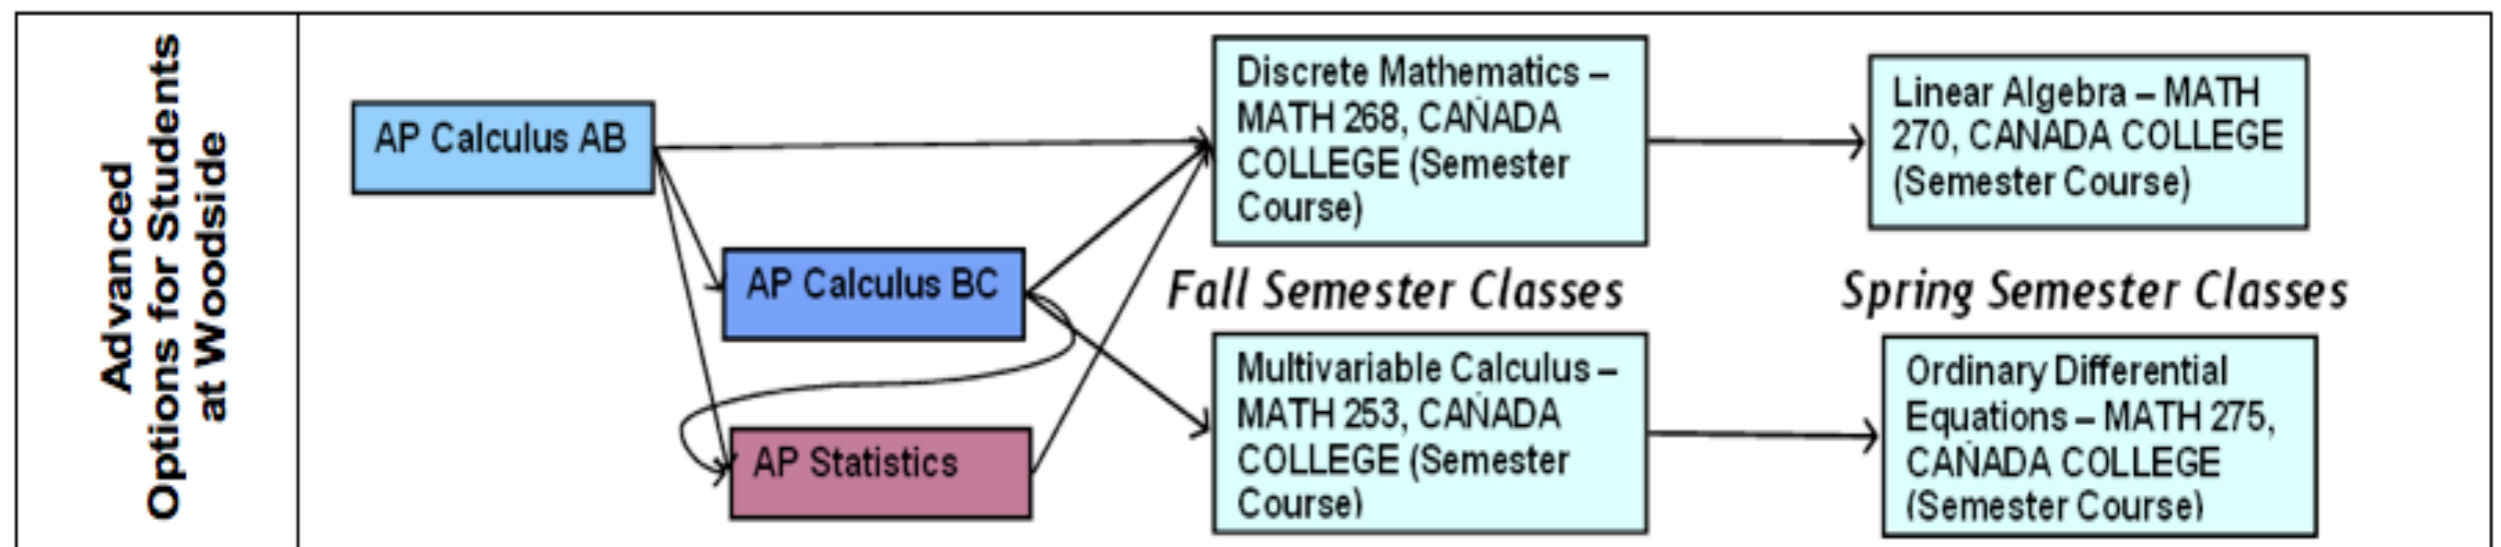 Advanced
Options for Students
at Woodside
AP Calculus AB
AP Calculus BC
AP Statistics
Discrete Mathematics –
MATH 268, CAÑADA
COLLEGE (Semester
Course)
Fall Semester Classes
Multivariable Calculus –
MATH 253, CAÑADA
COLLEGE (Semester
Course)
Linear Algebra – MATH
270, CANADA COLLEGE
(Semester Course)
Spring Semester Classes
Ordinary Differential
Equations – MATH 275,
CAÑADA COLLEGE
(Semester Course)